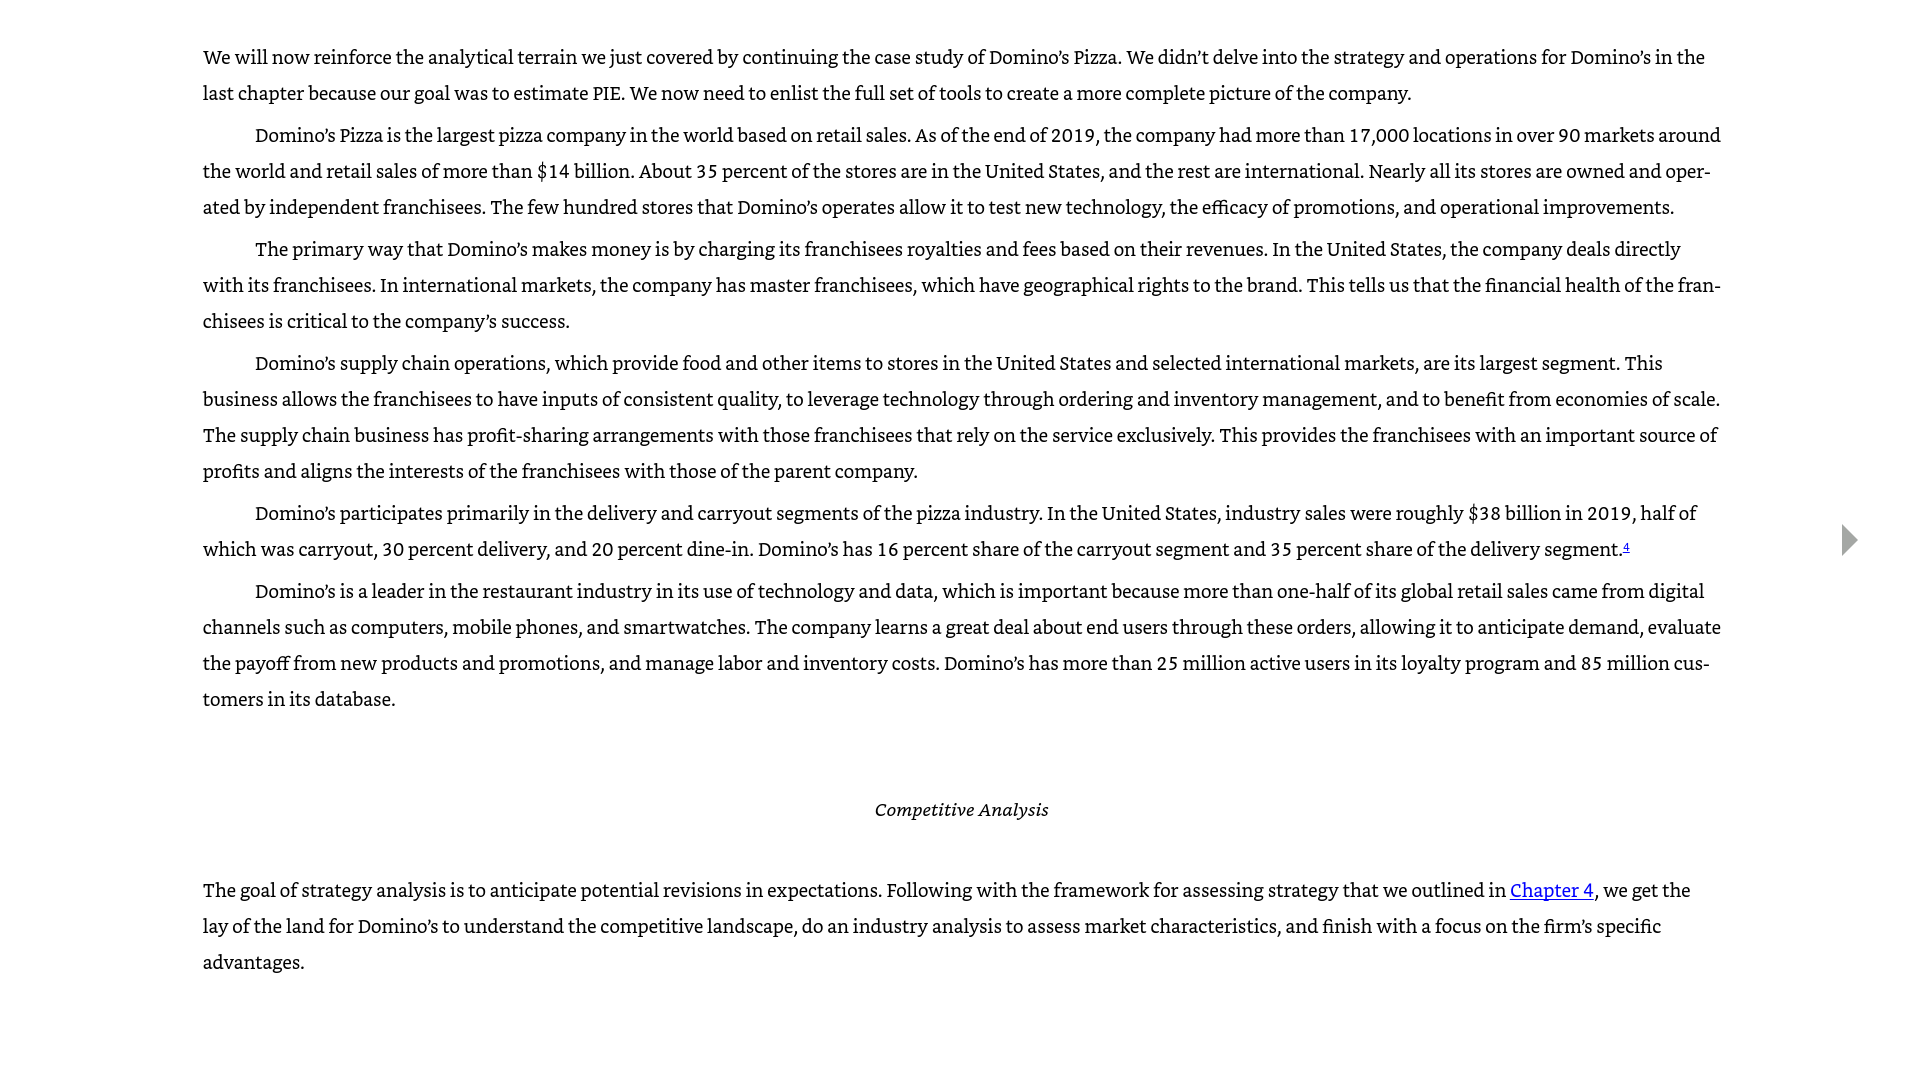 We will now reinforce the analytical terrain we just covered by continuing the case study of Domino’s Pizza. We didn’t delve into the strategy and operations for Domino’s in the
last chapter because our goal was to estimate PIE. We now need to enlist the full set of tools to create a more complete picture of the company.
Domino’s Pizza is the largest pizza company in the world based on retail sales. As of the end of 2019, the company had more than 17,000 locations in over 90 markets around
the world and retail sales of more than $14 billion. About 35 percent of the stores are in the United States, and the rest are international. Nearly all its stores are owned and oper-
ated by independent franchisees. The few hundred stores that Domino’s operates allow it to test new technology, the efficacy of promotions, and operational improvements.
The primary way that Domino’s makes money is by charging its franchisees royalties and fees based on their revenues. In the United States, the company deals directly
with its franchisees. In international markets, the company has master franchisees, which have geographical rights to the brand. This tells us that the financial health of the fran-
chisees is critical to the company’s success.
Domino’s supply chain operations, which provide food and other items to stores in the United States and selected international markets, are its largest segment. This
business allows the franchisees to have inputs of consistent quality, to leverage technology through ordering and inventory management, and to benefit from economies of scale.
The supply chain business has profit-sharing arrangements with those franchisees that rely on the service exclusively. This provides the franchisees with an important source of
profits and aligns the interests of the franchisees with those of the parent company.
Domino’s participates primarily in the delivery and carryout segments of the pizza industry. In the United States, industry sales were roughly $38 billion in 2019, half of
which was carryout, 30 percent delivery, and 20 percent dine-in. Domino’s has 16 percent share of the carryout segment and 35 percent share of the delivery segment.4
Domino’s is a leader in the restaurant industry in its use of technology and data, which is important because more than one-half of its global retail sales came from digital
channels such as computers, mobile phones, and smartwatches. The company learns a great deal about end users through these orders, allowing it to anticipate demand, evaluate
the payoff from new products and promotions, and manage labor and inventory costs. Domino’s has more than 25 million active users in its loyalty program and 85 million cus-
tomers in its database.
Competitive Analysis
The goal of strategy analysis is to anticipate potential revisions in expectations. Following with the framework for assessing strategy that we outlined in Chapter 4, we get the
lay of the land for Domino’s to understand the competitive landscape, do an industry analysis to assess market characteristics, and finish with a focus on the firm’s specific
advantages.